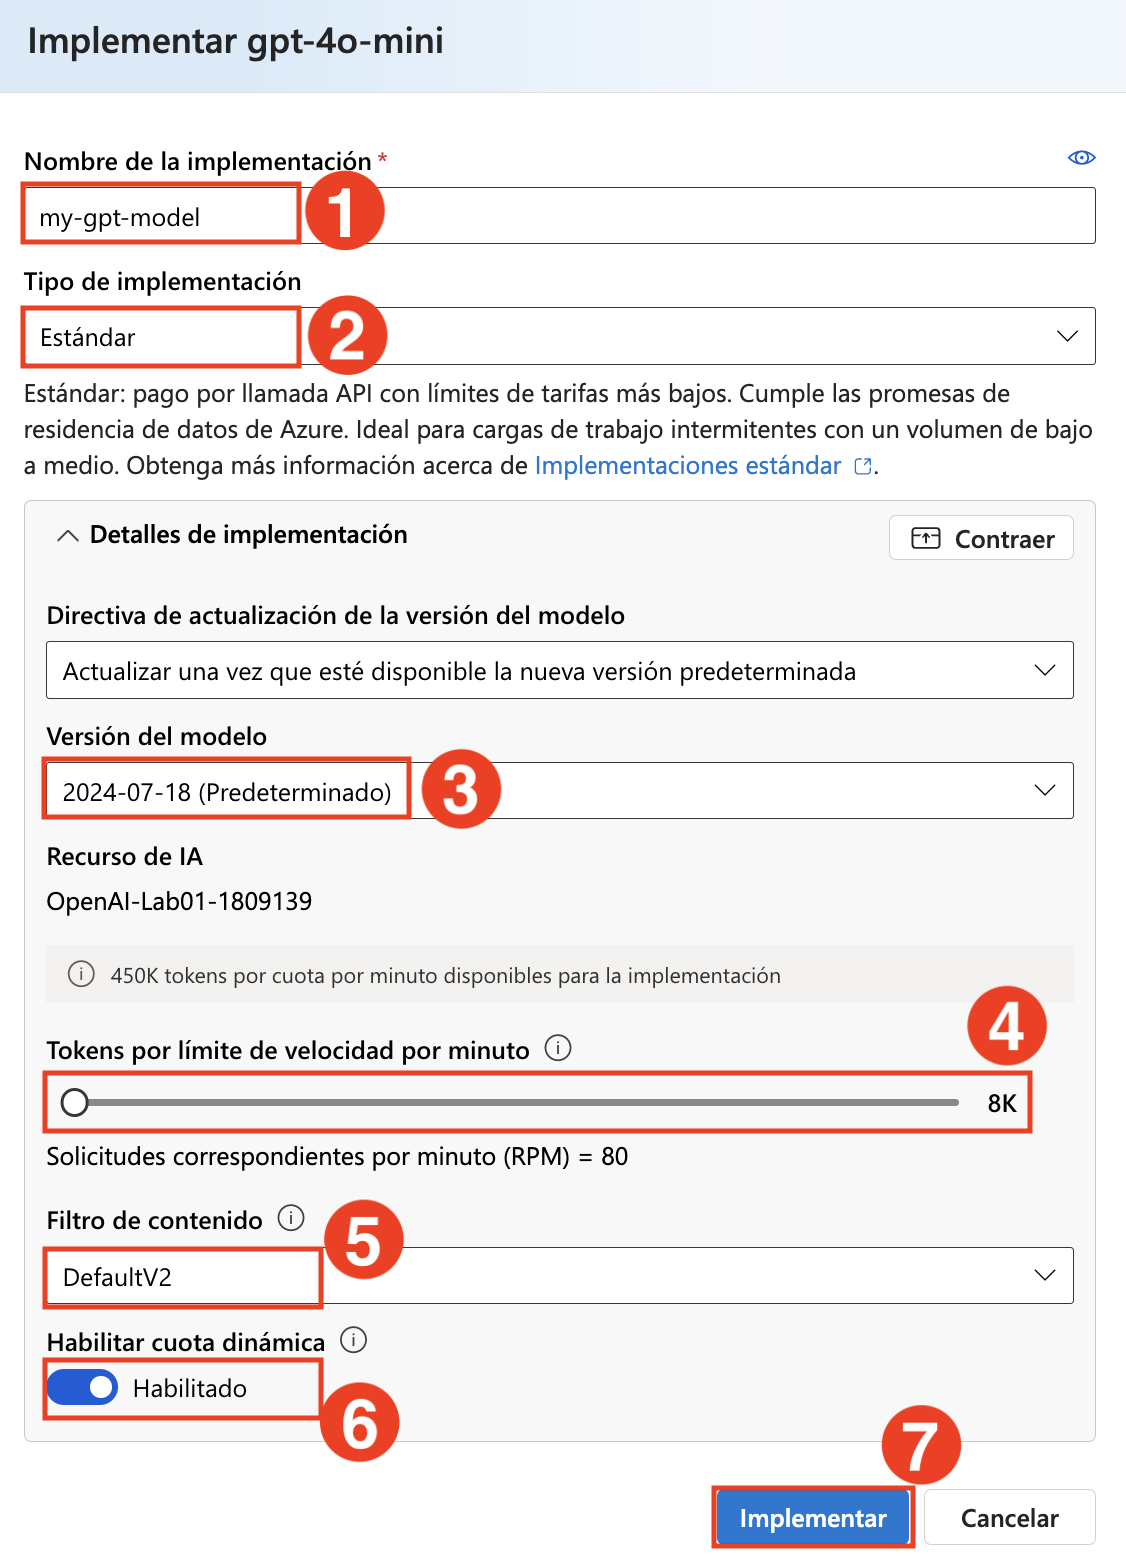 Implementar gpt-4o-mini
Nombre de la implementación *
my-gpt-model
1
Tipo de implementación
Estándar
2
Estándar: pago por llamada API con límites de tarifas más bajos. Cumple las promesas de
residencia de datos de Azure. Ideal para cargas de trabajo intermitentes con un volumen de bajo
a medio. Obtenga más información acerca de Implementaciones estándar .
Detalles de implementación
Contraer
Directiva de actualización de la versión del modelo
Actualizar una vez que esté disponible la nueva versión predeterminada
Versión del modelo
2024-07-18 (Predeterminado)
3
Recurso de IA
OpenAI-Lab01-1809139
450K tokens por cuota por minuto disponibles para la implementación
4
Tokens por límite de velocidad por minuto
8K
Solicitudes correspondientes por minuto (RPM) = 80
Filtro de contenido
5
DefaultV2
Habilitar cuota dinámica
Habilitado
6
7
Implementar
Cancelar